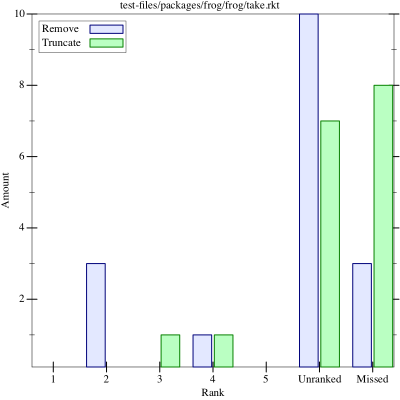 test-files/packages/frog/frog/take.rkt
Remove
Truncate
10
8
6
4
2
Amount
1 2 3 4 5 Unranked Missed
Rank